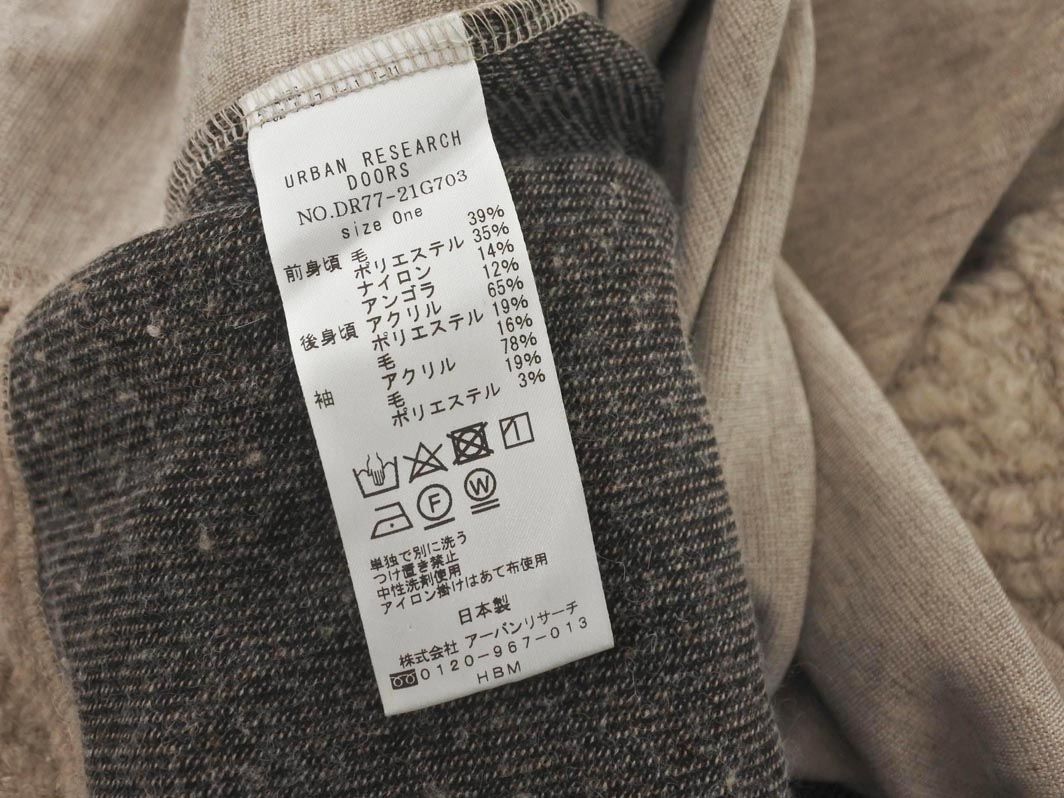 URBAN RESEARCH
DOORS
NO.DR77-21G703
size One
前身頃 毛 39%
ポリエステル 35%
ナイロン 14%
アンゴラ 12%
後身頃 アクリル 65%
ポリエステル 19%
毛 16%
袖 アクリル 78%
毛 19%
ポリエステル 3%
1
F W
単独で別に洗う
つけ置き禁止
中性洗剤使用
アイロン掛けはあて布使用
日本製
株式会社 アーバンリサーチ
0120-967-013
HBM